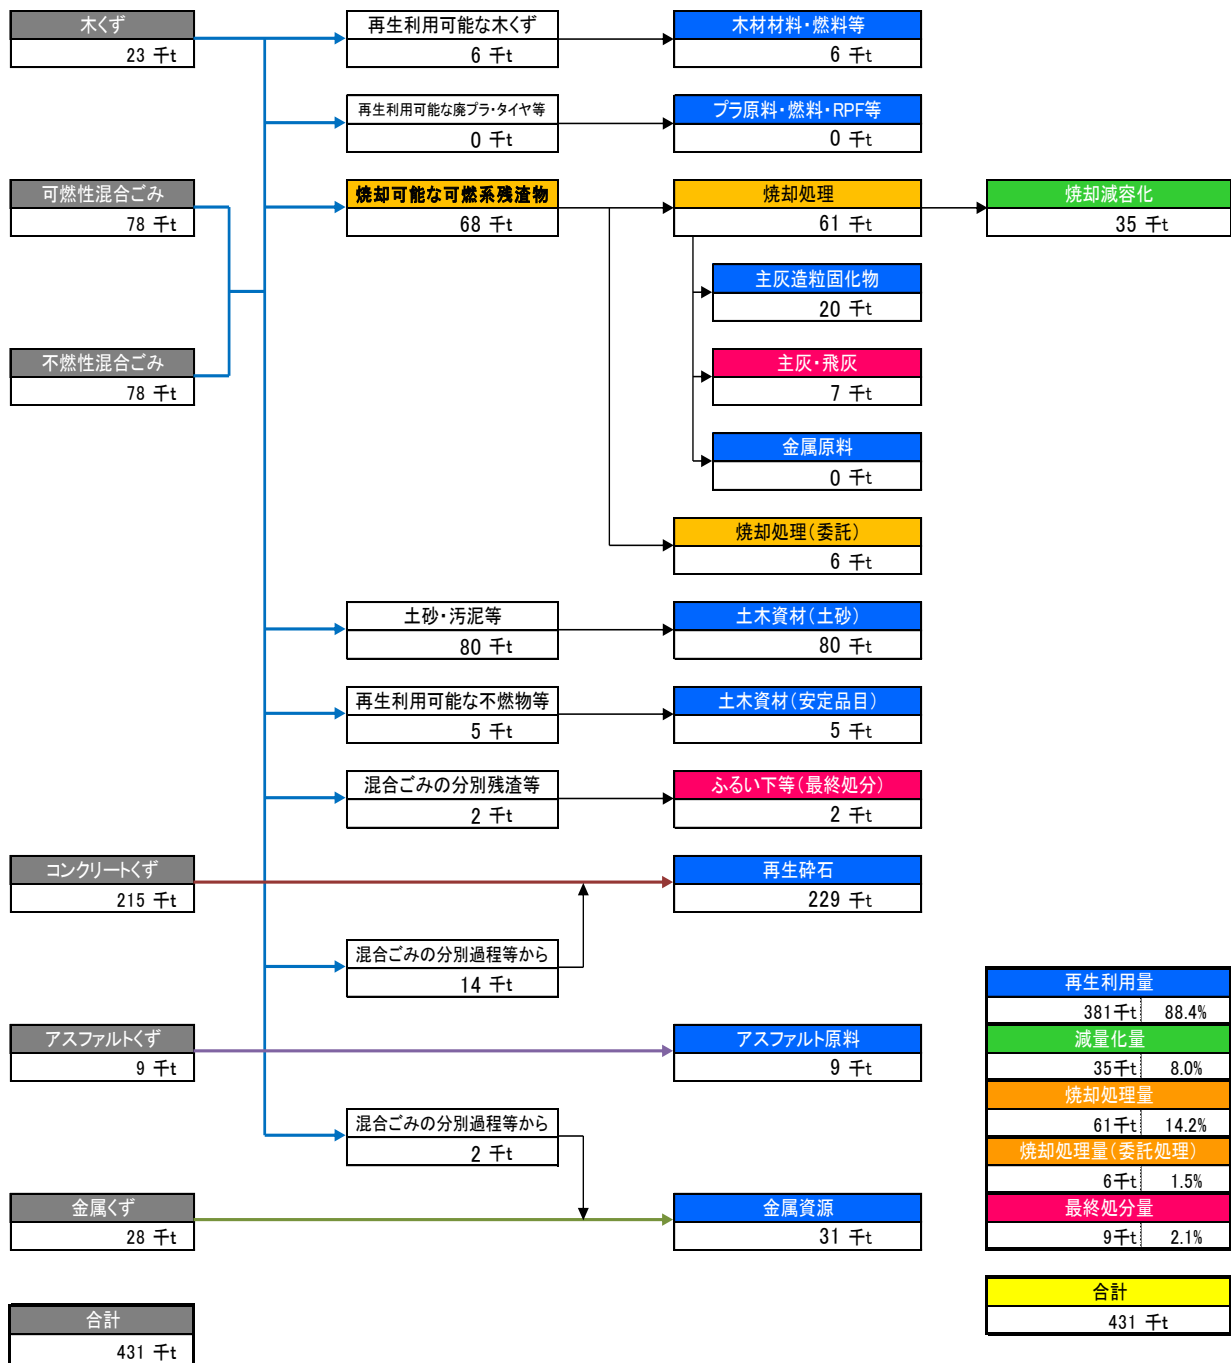 木くず
23 千t
再生利用可能な木くず
6 千t
木材材料・燃料等
6 千t
再生利用可能な廃プラ・タイヤ等
0 千t
プラ原料・燃料・RPF等
0 千t
可燃性混合ごみ
78 千t
焼却可能な可燃系残渣物
68 千t
焼却処理
61 千t
焼却減容化
35 千t
主灰造粒固化物
20 千t
不燃性混合ごみ
78 千t
主灰・飛灰
7 千t
金属原料
0 千t
焼却処理（委託）
6 千t
土砂・汚泥等
80 千t
土木資材（土砂）
80 千t
再生利用可能な不燃物等
5 千t
土木資材（安定品目）
5 千t
混合ごみの分別残渣等
2 千t
ふるい下等（最終処分）
2 千t
コンクリートくず
215 千t
再生砕石
229 千t
混合ごみの分別過程等から
14 千t
アスファルトくず
9 千t
アスファルト原料
9 千t
混合ごみの分別過程等から
2 千t
金属くず
28 千t
金属資源
31 千t
再生利用量
381千t 88.4%
減量化量
35千t 8.0%
焼却処理量
61千t 14.2%
焼却処理量（委託処理）
6千t 1.5%
最終処分量
9千t 2.1%
合計
431 千t
合計
431 千t